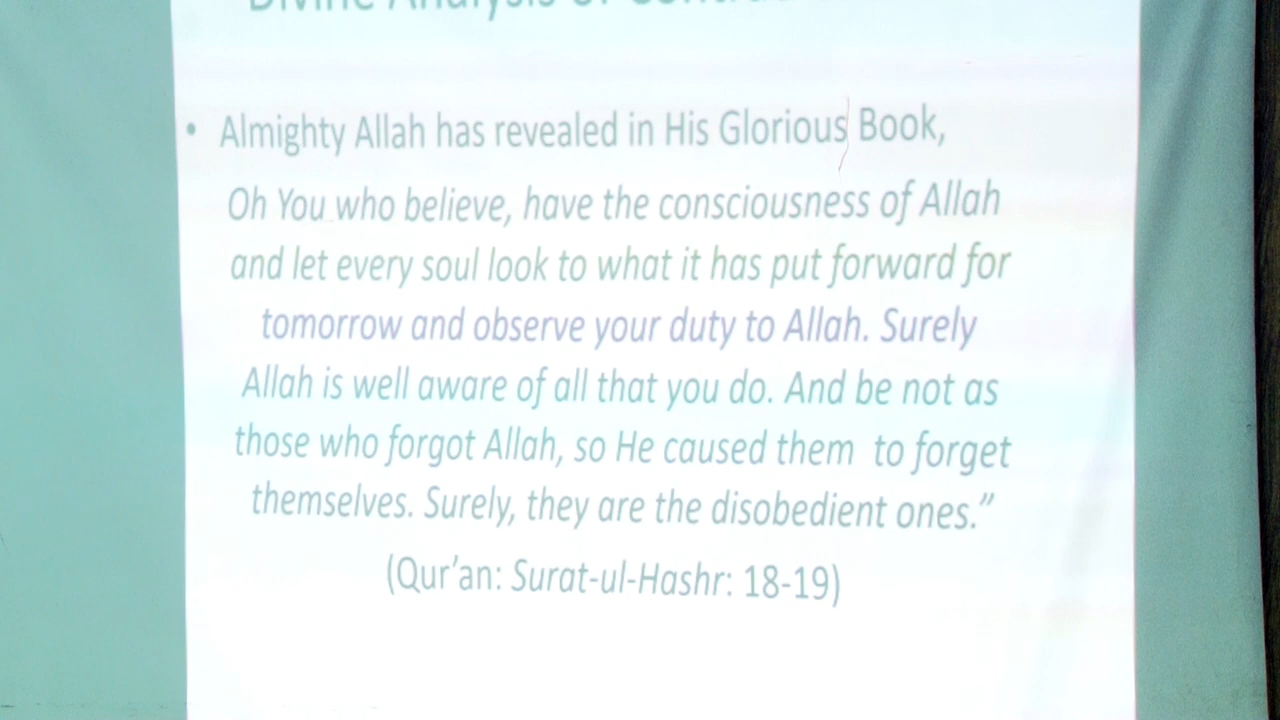 Divine Analysis of
• Almighty Allah has revealed in His Glorious Book,
Oh You who believe, have the consciousness of Allah
and let every soul look to what it has put forward for
tomorrow and observe your duty to Allah. Surely
Allah is well aware of all that you do. And be not as
those who forgot Allah, so He caused them to forget
themselves. Surely, they are the disobedient ones.”
(Qur’an: Surat-ul-Hashr: 18-19)